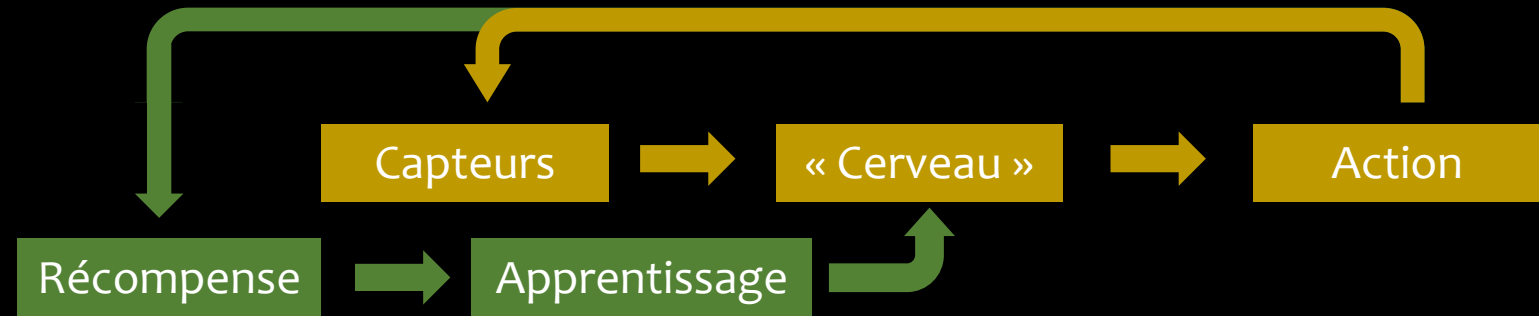 Capteurs
« Cerveau »
Action
Récompense
Apprentissage